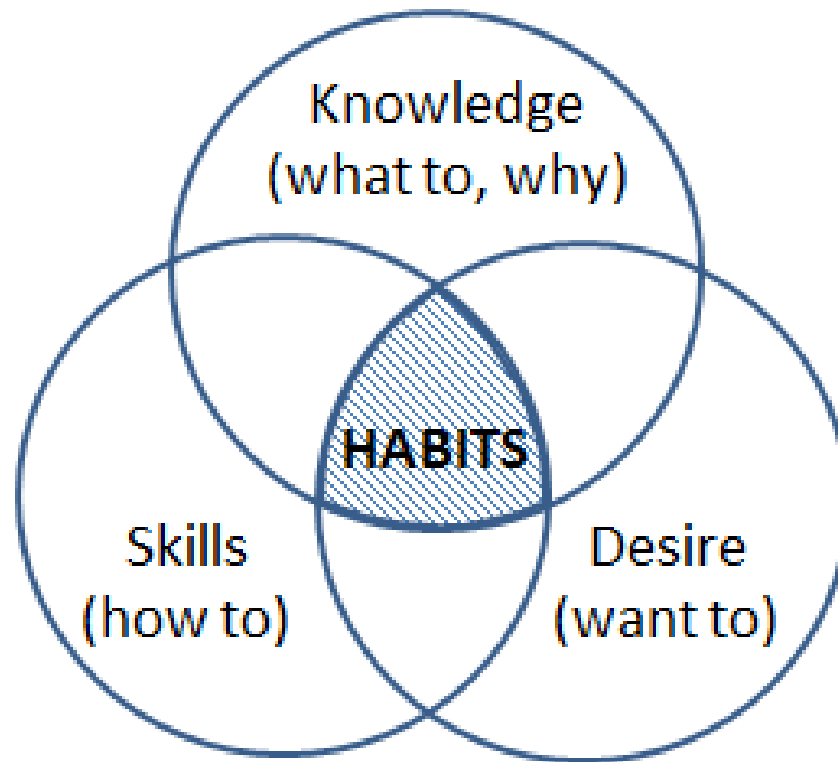 Knowledge
(what to, why)
HABITS
Skills
(how to)
Desire
(want to)